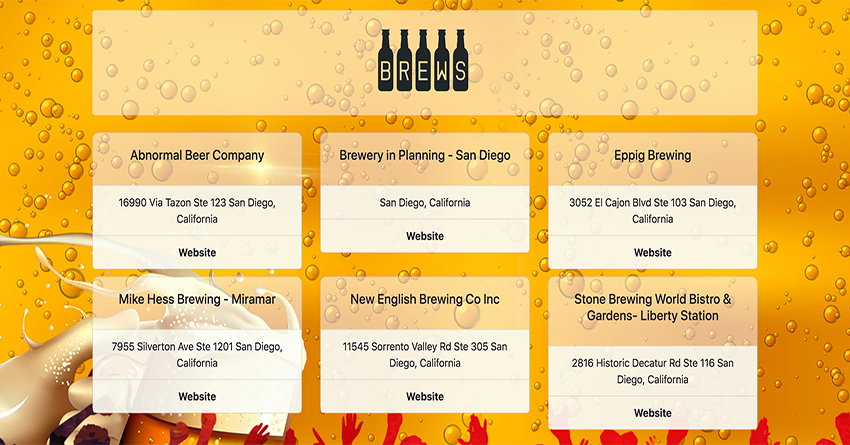 BREWS
Abnormal Beer Company
16990 Via Tazon Ste 123 San Diego,
California
Website
Brewery in Planning - San Diego
San Diego, California
Website
Eppig Brewing
3052 El Cajon Blvd Ste 103 San Diego,
California
Website
Mike Hess Brewing - Miramar
7955 Silverton Ave Ste 1201 San Diego,
California
Website
New English Brewing Co Inc
11545 Sorrento Valley Rd Ste 305 San
Diego, California
Website
Stone Brewing World Bistro &
Gardens- Liberty Station
2816 Historic Decatur Rd Ste 116 San
Diego, California
Website